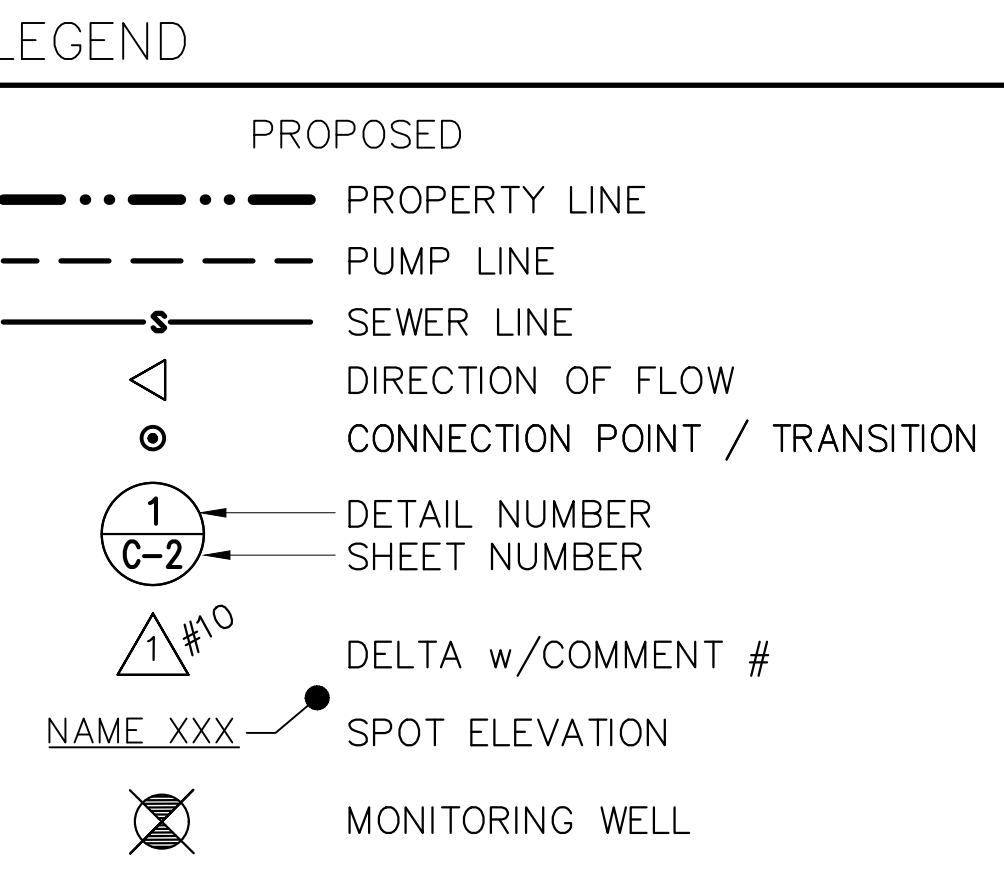 LEGEND
PROPOSED
PROPERTY LINE
PUMP LINE
S SEWER LINE
DIRECTION OF FLOW
CONNECTION POINT / TRANSITION
1 DETAIL NUMBER
C-2 SHEET NUMBER
1 #10 DELTA w/COMMENT #
NAME XXX SPOT ELEVATION
MONITORING WELL